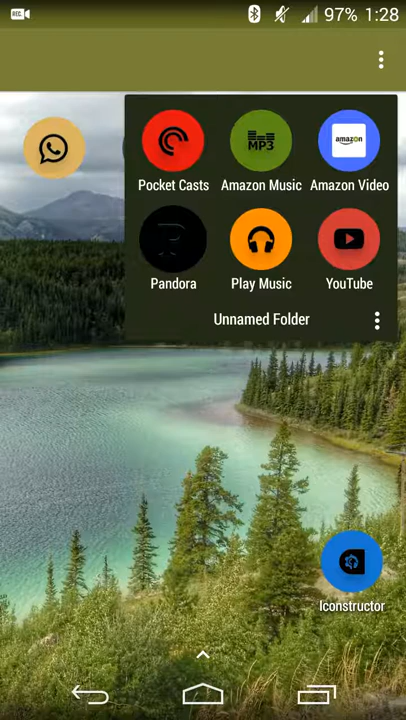 REC
97% 1:28
Pocket Casts Amazon Music Amazon Video
MP3
amazon
Pandora Play Music YouTube
Unnamed Folder
Iconstructor